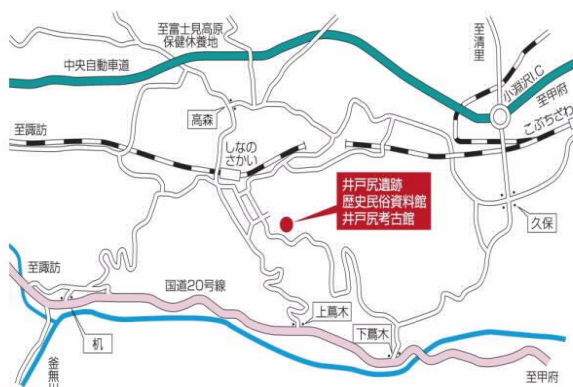 至富士見高原
保健休養地
中央自動車道
至清里
小淵沢I.C
至甲府
こぶちざわ
高森
至諏訪
しなの
さかい
井戸尻遺跡
歴史民俗資料館
井戸尻考古館
久保
至諏訪
国道20号線
上蔦木
下蔦木
机
釜無川
至甲府